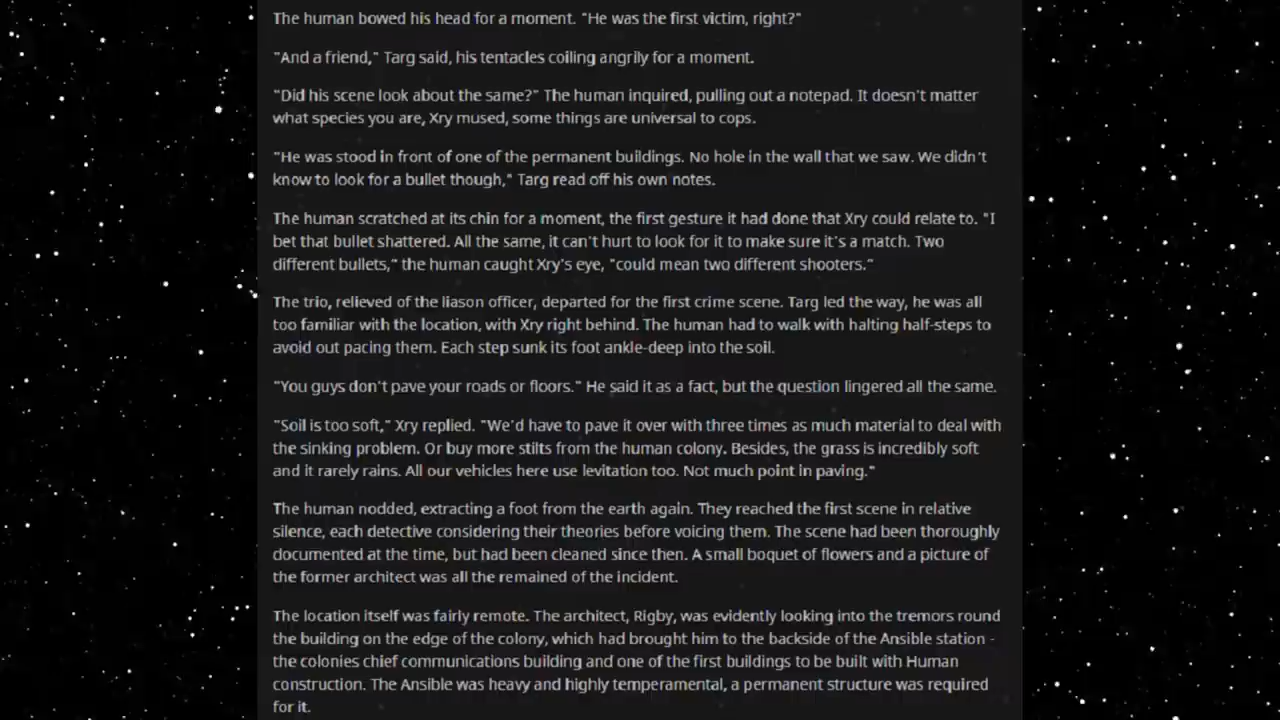 The human bowed his head for a moment. "He was the first victim, right?"
"And a friend," Targ said, his tentacles coiling angrily for a moment.
"Did his scene look about the same?" The human inquired, pulling out a notepad. It doesn't matter
what species you are, Xry mused, some things are universal to cops.
"He was stood in front of one of the permanent buildings. No hole in the wall that we saw. We didn't
know to look for a bullet though," Targ read off his own notes.
The human scratched at its chin for a moment, the first gesture it had done that Xry could relate to. "I
bet that bullet shattered. All the same, it can't hurt to look for it to make sure it's a match. Two
different bullets," the human caught Xry's eye, "could mean two different shooters."
The trio, relieved of the liason officer, departed for the first crime scene. Targ led the way, he was all
too familiar with the location, with Xry right behind. The human had to walk with halting half-steps to
avoid out pacing them. Each step sunk its foot ankle-deep into the soil.
"You guys don't pave your roads or floors." He said it as a fact, but the question lingered all the same.
"Soil is too soft," Xry replied. "We'd have to pave it over with three times as much material to deal with
the sinking problem. Or buy more stilts from the human colony. Besides, the grass is incredibly soft
and it rarely rains. All our vehicles here use levitation too. Not much point in paving."
The human nodded, extracting a foot from the earth again. They reached the first scene in relative
silence, each detective considering their theories before voicing them. The scene had been thoroughly
documented at the time, but had been cleaned since then. A small boquet of flowers and a picture of
the former architect was all the remained of the incident.
The location itself was fairly remote. The architect, Rigby, was evidently looking into the tremors round
the building on the edge of the colony, which had brought him to the backside of the Ansible station -
the colonies chief communications building and one of the first buildings to be built with Human
construction. The Ansible was heavy and highly temperamental, a permanent structure was required
for it.